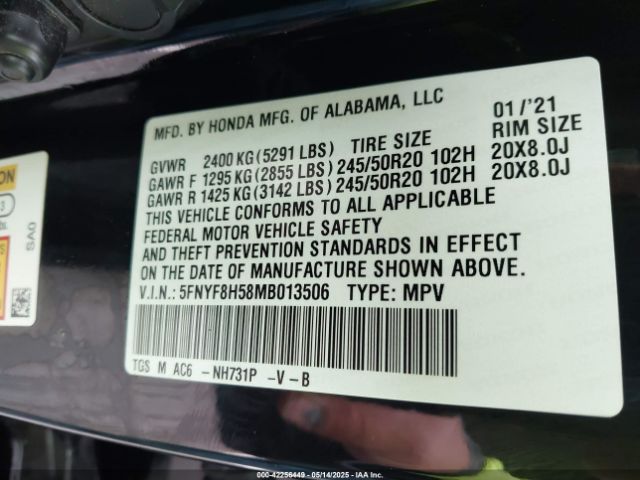 MFD. BY HONDA MFG. OF ALABAMA, LLC 01/'21
GVWR 2400 KG (5291 LBS) TIRE SIZE RIM SIZE
GAWR F 1295 KG (2855 LBS) 245/50R20 102H 20X8.0J
GAWR R 1425 KG (3142 LBS) 245/50R20 102H 20X8.0J
THIS VEHICLE CONFORMS TO ALL APPLICABLE
FEDERAL MOTOR VEHICLE SAFETY
AND THEFT PREVENTION STANDARDS IN EFFECT
ON THE DATE OF MANUFACTURE SHOWN ABOVE.
V.I.N.: 5FNYF8H58MB013506 TYPE: MPV
TGS M AC6 -NH731P -V-B
SA0
000-42256449 - 05/14/2025 - IAA Inc.